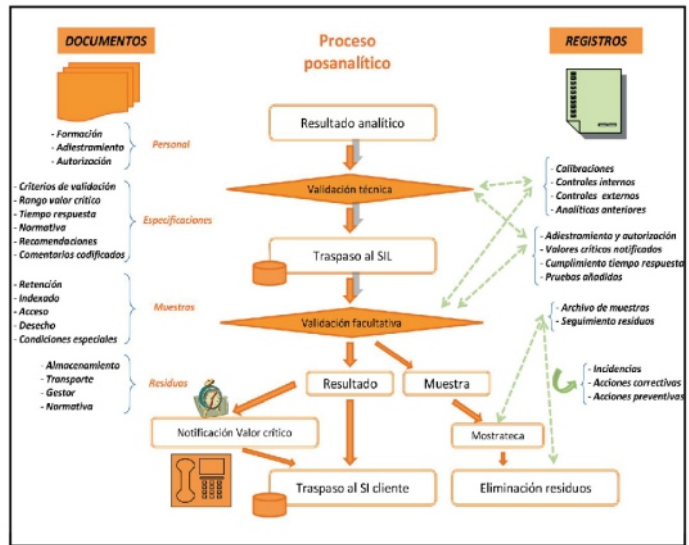 DOCUMENTOS
Proceso
posanalítico
REGISTROS
- Formación
- Adiestramiento
- Autorización
Personal
- Criterios de validación
- Rango valor crítico
- Tiempo respuesta
- Normativa
- Recomendaciones
- Comentarios codificados
Especificaciones
- Retención
- Indexado
- Acceso
- Desecho
- Condiciones especiales
Muestras
- Almacenamiento
- Transporte
- Gestor
- Normativa
Residuos
Resultado analítico
Validación técnica
Traspaso al SIL
Validación facultativa
Resultado
Muestra
Notificación Valor crítico
Mostrateca
Traspaso al SI cliente
Eliminación residuos
- Calibraciones
- Controles internos
- Controles externos
- Analíticas anteriores
- Adiestramiento y autorización
- Valores críticos notificados
- Cumplimiento tiempo respuesta
- Pruebas añadidas
- Archivo de muestras
- Seguimiento residuos
- Incidencias
- Acciones correctivas
- Acciones preventivas